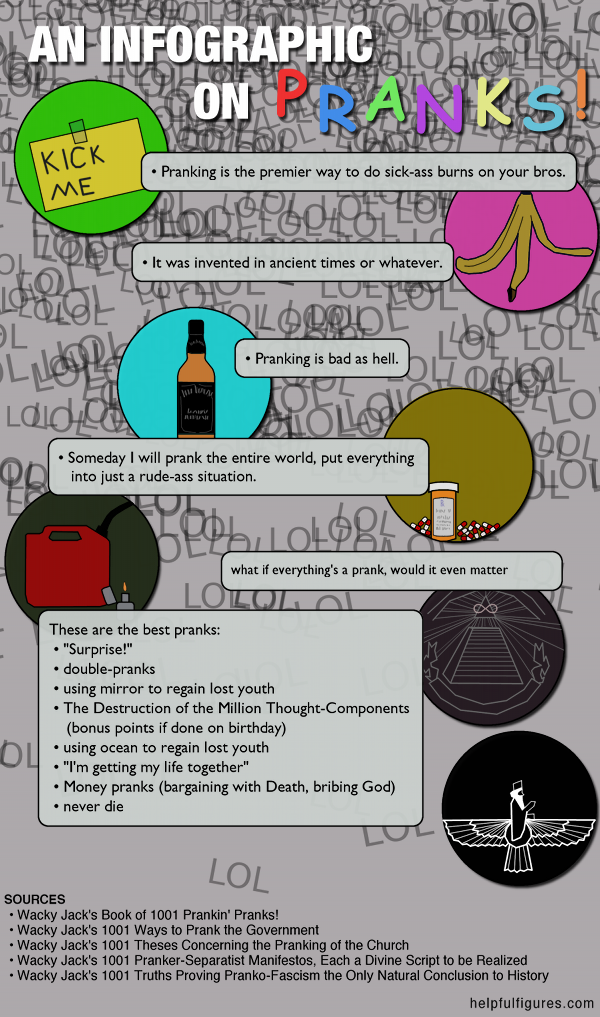 AN INFOGRAPHIC
ON PRANKS!
KICK
ME
• Pranking is the premier way to do sick-ass burns on your bros.
• It was invented in ancient times or whatever.
• Pranking is bad as hell.
• Someday I will prank the entire world, put everything
into just a rude-ass situation.
what if everything's a prank, would it even matter
These are the best pranks:
• "Surprise!"
• double-pranks
• using mirror to regain lost youth
• The Destruction of the Million Thought-Components
(bonus points if done on birthday)
• using ocean to regain lost youth
• "I'm getting my life together"
• Money pranks (bargaining with Death, bribing God)
• never die
LOL
SOURCES
• Wacky Jack's Book of 1001 Prankin' Pranks!
• Wacky Jack's 1001 Ways to Prank the Government
• Wacky Jack's 1001 Theses Concerning the Pranking of the Church
• Wacky Jack's 1001 Pranker-Separatist Manifestos, Each a Divine Script to be Realized
• Wacky Jack's 1001 Truths Proving Pranko-Fascism the Only Natural Conclusion to History
helpfulfigures.com